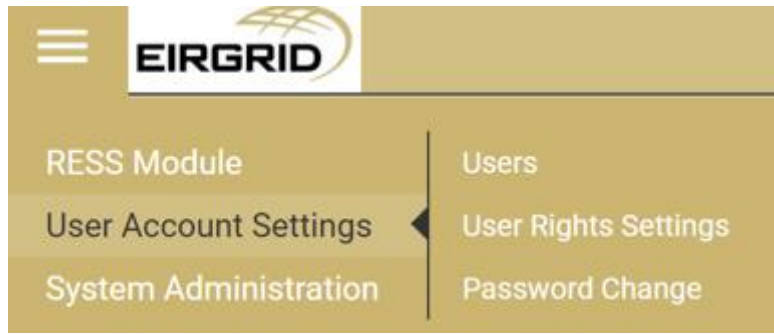 EIRGRID
RESS Module
User Account Settings
System Administration
Users
User Rights Settings
Password Change